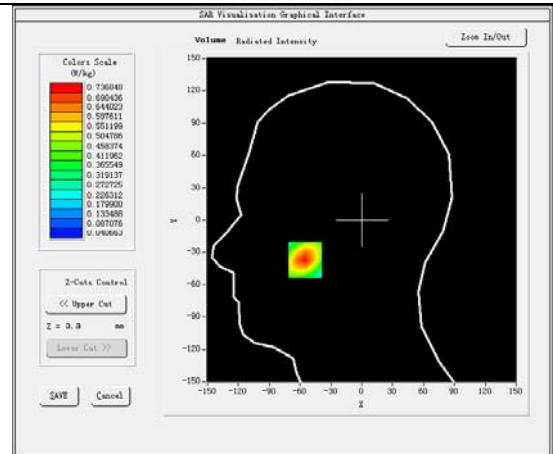 SAR Visualisation Graphical Interface
Volume Radiated Intensity
Zoom In/Out
Colors Scale
(W/kg)
0.736848
0.690436
0.644023
0.597611
0.551199
0.504786
0.458374
0.411962
0.365549
0.319137
0.272725
0.226312
0.179900
0.133488
0.087076
0.040663
Z-Cuts Control
<< Upper Cut
Z = 3.3 mm
Lower Cut >>
SAVE
Cancel
150
120
90
60
30
0
-30
-60
-90
-120
-150
Y
-150 -120 -90 -60 -30 0 30 60 90 120 150
X